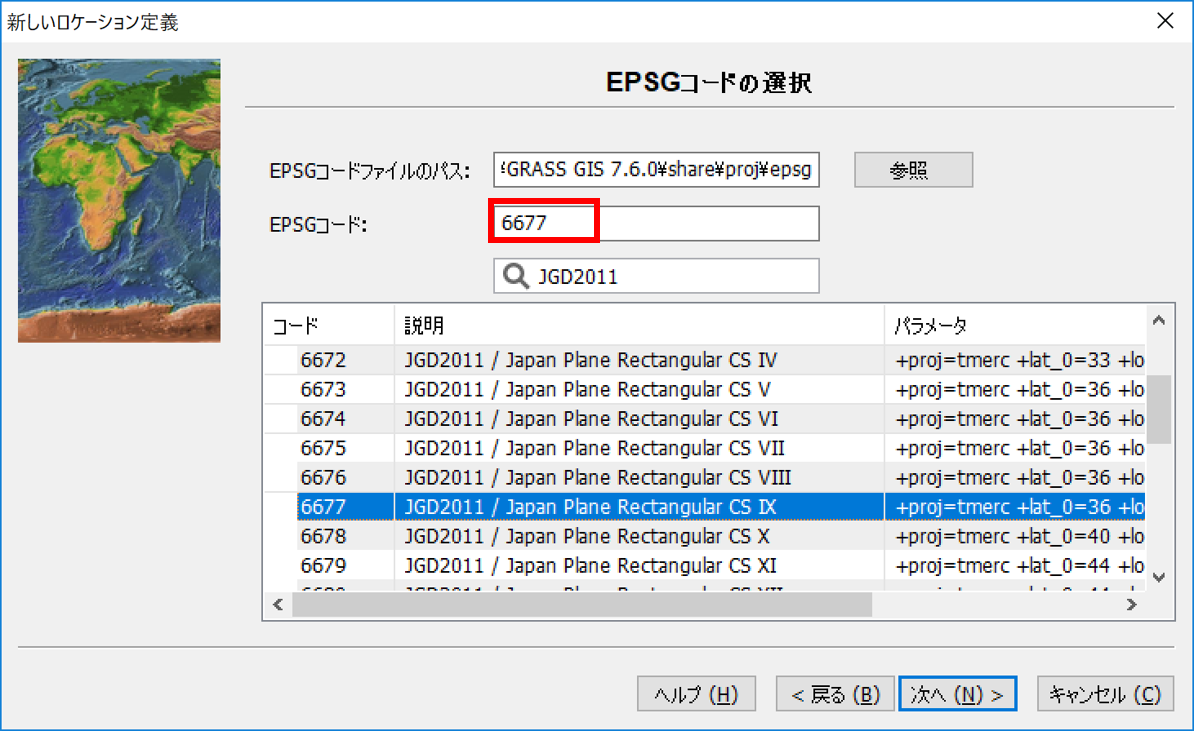 新しいロケーション定義
EPSGコードの選択
EPSGコードファイルのパス: ¥GRASS GIS 7.6.0¥share¥proj¥epsg 参照
EPSGコード: 6677
JGD2011
コード 説明 パラメータ
6672 JGD2011 / Japan Plane Rectangular CS IV +proj=tmerc +lat_0=33 +lo
6673 JGD2011 / Japan Plane Rectangular CS V +proj=tmerc +lat_0=36 +lo
6674 JGD2011 / Japan Plane Rectangular CS VI +proj=tmerc +lat_0=36 +lo
6675 JGD2011 / Japan Plane Rectangular CS VII +proj=tmerc +lat_0=36 +lo
6676 JGD2011 / Japan Plane Rectangular CS VIII +proj=tmerc +lat_0=36 +lo
6677 JGD2011 / Japan Plane Rectangular CS IX +proj=tmerc +lat_0=36 +lo
6678 JGD2011 / Japan Plane Rectangular CS X +proj=tmerc +lat_0=40 +lo
6679 JGD2011 / Japan Plane Rectangular CS XI +proj=tmerc +lat_0=44 +lo
ヘルプ (H) < 戻る (B) 次へ (N) > キャンセル (C)